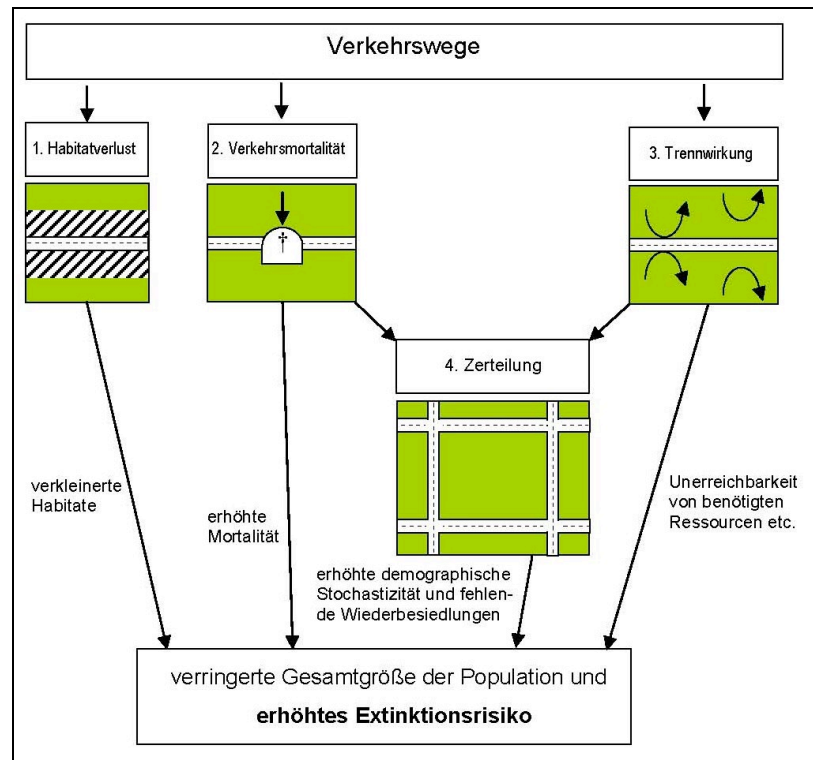 Verkehrswege
1. Habitatverlust
2. Verkehrsmortalität
3. Trennwirkung
†
4. Zerteilung
verkleinerte
Habitate
erhöhte
Mortalität
Unerreichbarkeit
von benötigten
Ressourcen etc.
erhöhte demographische
Stochastizität und fehlen-
de Wiederbesiedlungen
verringerte Gesamtgröße der Population und
erhöhtes Extinktionsrisiko